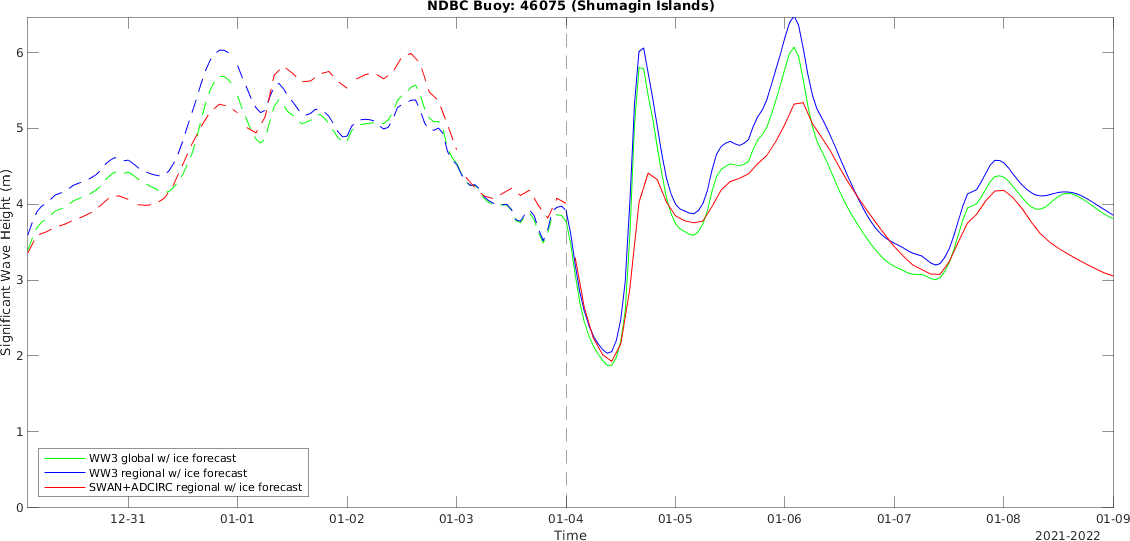 NDBC Buoy: 46075 (Shumagin Islands)
6
5
4
3
2
1
0
Significant Wave Height (m)
WW3 global w/ ice forecast
WW3 regional w/ ice forecast
SWAN+ADCIRC regional w/ ice forecast
12-31 01-01 01-02 01-03 01-04 01-05 01-06 01-07 01-08 01-09
Time
2021-2022